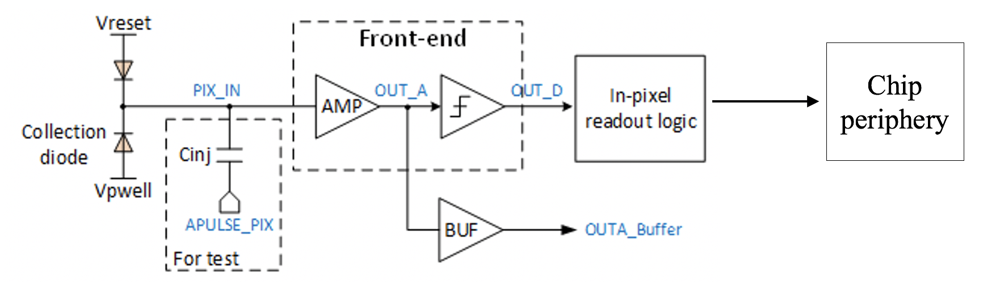 Vreset
Front-end
PIX_IN
AMP
OUT_A
OUT_D
In-pixel
readout logic
Chip
periphery
Collection
diode
Cinj
Vpwell
APULSE_PIX
For test
BUF
OUTA_Buffer